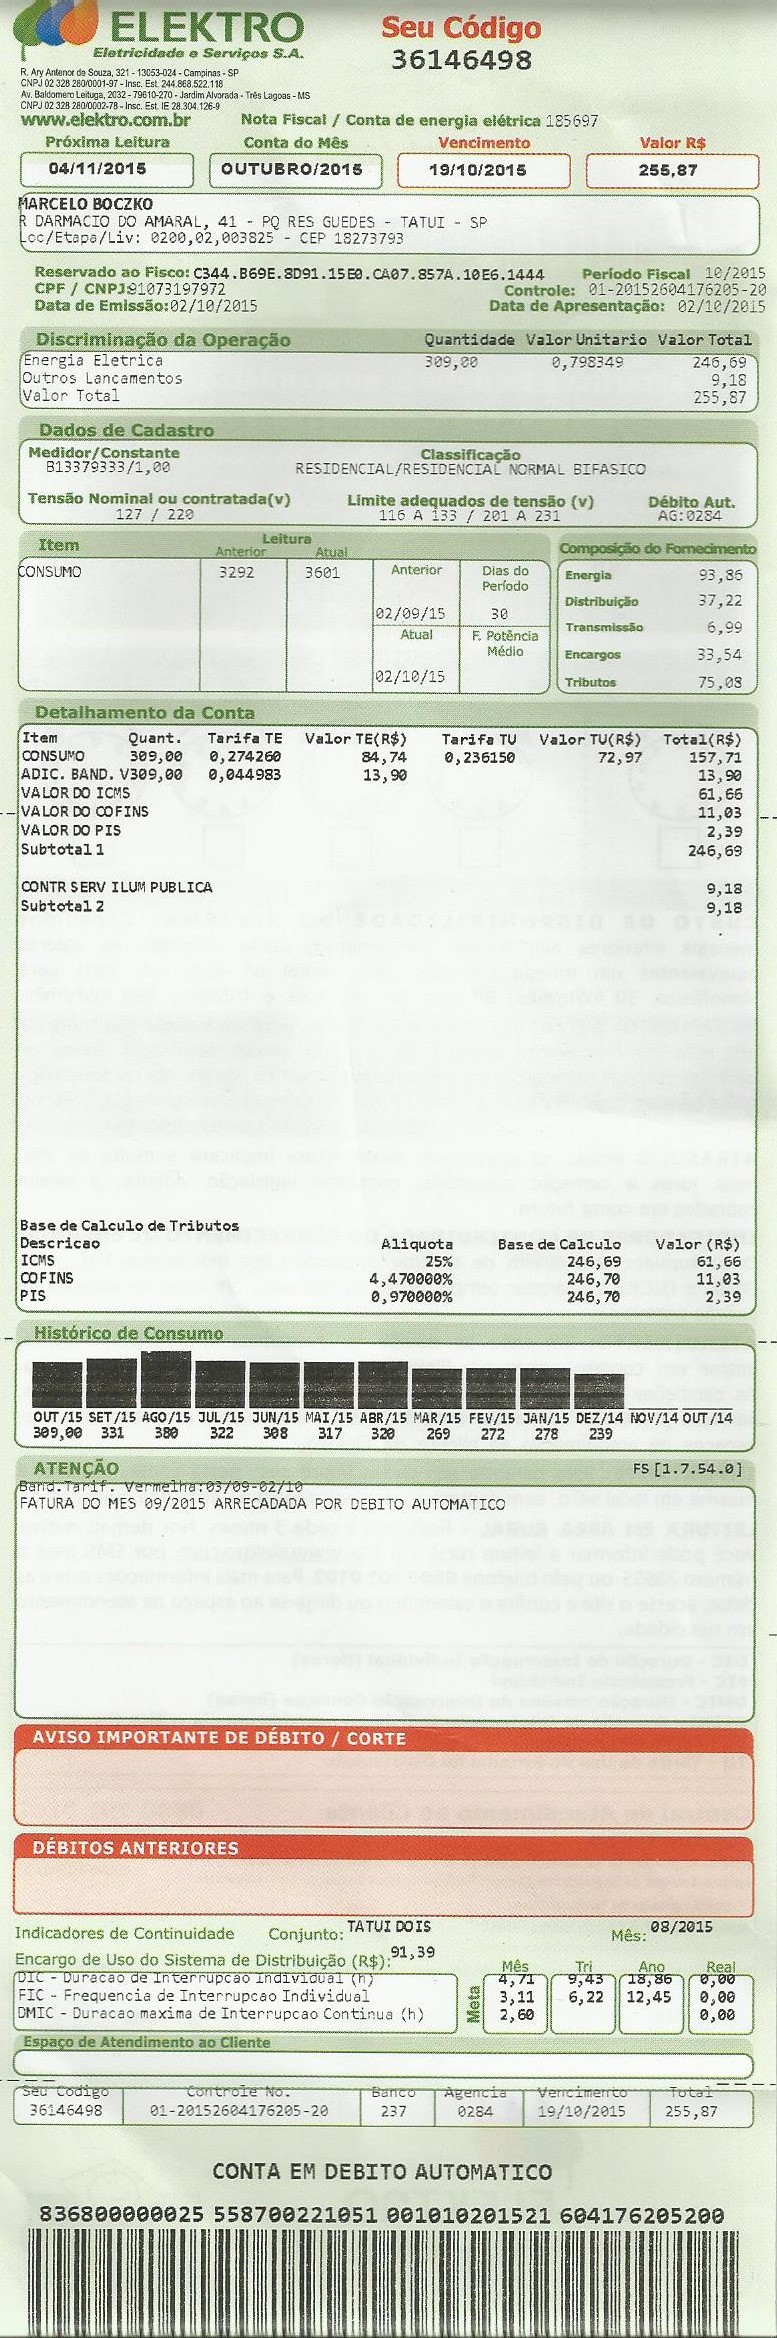 ELEKTRO
Eletricidade e Serviços S.A.
Seu Código
36146498
R. Ary Antenor de Souza, 321 - 13053-024 - Campinas - SP
CNPJ 02 328 280/0001-97 - Insc. Est. 244.868.522.118
Av. Baldomero Leituga, 2032 - 79610-270 - Jardim Alvorada - Três Lagoas - MS
CNPJ 02 328 280/0002-78 - Insc. Est. IE 28.304.126-9
www.elektro.com.br Nota Fiscal / Conta de energia elétrica 185697
Próxima Leitura Conta do Mês Vencimento Valor R$
04/11/2015 OUTUBRO/2015 19/10/2015 255,87
MARCELO BOCZKO
R DARMACIO DO AMARAL, 41 - PQ RES GUEDES - TATUI - SP
Loc/Etapa/Liv: 0200,02,003825 - CEP 18273793
Reservado ao Fisco: C344.B69E.8D91.15E0.CA07.857A.10E6.1444 Período Fiscal 10/2015
CPF / CNPJ: 91073197972 Controle: 01-20152604176205-20
Data de Emissão: 02/10/2015 Data de Apresentação: 02/10/2015
Discriminação da Operação Quantidade Valor Unitario Valor Total
Energia Eletrica 309,00 0,798349 246,69
Outros Lancamentos 9,18
Valor Total 255,87
Dados de Cadastro
Medidor/Constante Classificação
B13379333/1,00 RESIDENCIAL/RESIDENCIAL NORMAL BIFASICO
Tensão Nominal ou contratada(v) Limite adequados de tensão (v) Débito Aut.
127 / 220 116 A 133 / 201 A 231 AG:0284
Item Leitura
Anterior Atual
CONSUMO 3292 3601
Anterior Dias do Período
02/09/15 30
Atual F. Potência Médio
02/10/15
Composição do Fornecimento
Energia 93,86
Distribuição 37,22
Transmissão 6,99
Encargos 33,54
Tributos 75,08
Detalhamento da Conta
Item Quant. Tarifa TE Valor TE(R$) Tarifa TU Valor TU(R$) Total(R$)
CONSUMO 309,00 0,274260 84,74 0,236150 72,97 157,71
ADIC. BAND. V309,00 0,044983 13,90 13,90
VALOR DO ICMS 61,66
VALOR DO COFINS 11,03
VALOR DO PIS 2,39
Subtotal 1 246,69
CONTR SERV ILUM PUBLICA 9,18
Subtotal 2 9,18
Base de Calculo de Tributos
Descricao Aliquota Base de Calculo Valor (R$)
ICMS 25% 246,69 61,66
COFINS 4,470000% 246,70 11,03
PIS 0,970000% 246,70 2,39
Histórico de Consumo
OUT/15 SET/15 AGO/15 JUL/15 JUN/15 MAI/15 ABR/15 MAR/15 FEV/15 JAN/15 DEZ/14 NOV/14 OUT/14
309,00 331 380 322 308 317 320 269 272 278 239
ATENÇÃO FS [1.7.54.0]
Band.Tarif. Vermelha:03/09-02/10
FATURA DO MES 09/2015 ARRECADADA POR DEBITO AUTOMATICO
AVISO IMPORTANTE DE DÉBITO / CORTE
DÉBITOS ANTERIORES
Indicadores de Continuidade Conjunto: TATUI DOIS Mês: 08/2015
Encargo de Uso do Sistema de Distribuição (R$): 91,39
Meta Mês Tri Ano Real
DIC - Duracao de Interrupcao Individual (h) 4,71 9,43 18,86 0,00
FIC - Frequencia de Interrupcao Individual 3,11 6,22 12,45 0,00
DMIC - Duracao maxima de Interrupcao Continua (h) 2,60 0,00
Espaço de Atendimento ao Cliente
Seu Codigo Controle No. Banco Agencia Vencimento Total
36146498 01-20152604176205-20 237 0284 19/10/2015 255,87
CONTA EM DEBITO AUTOMATICO
836800000025 558700221051 001010201521 604176205200